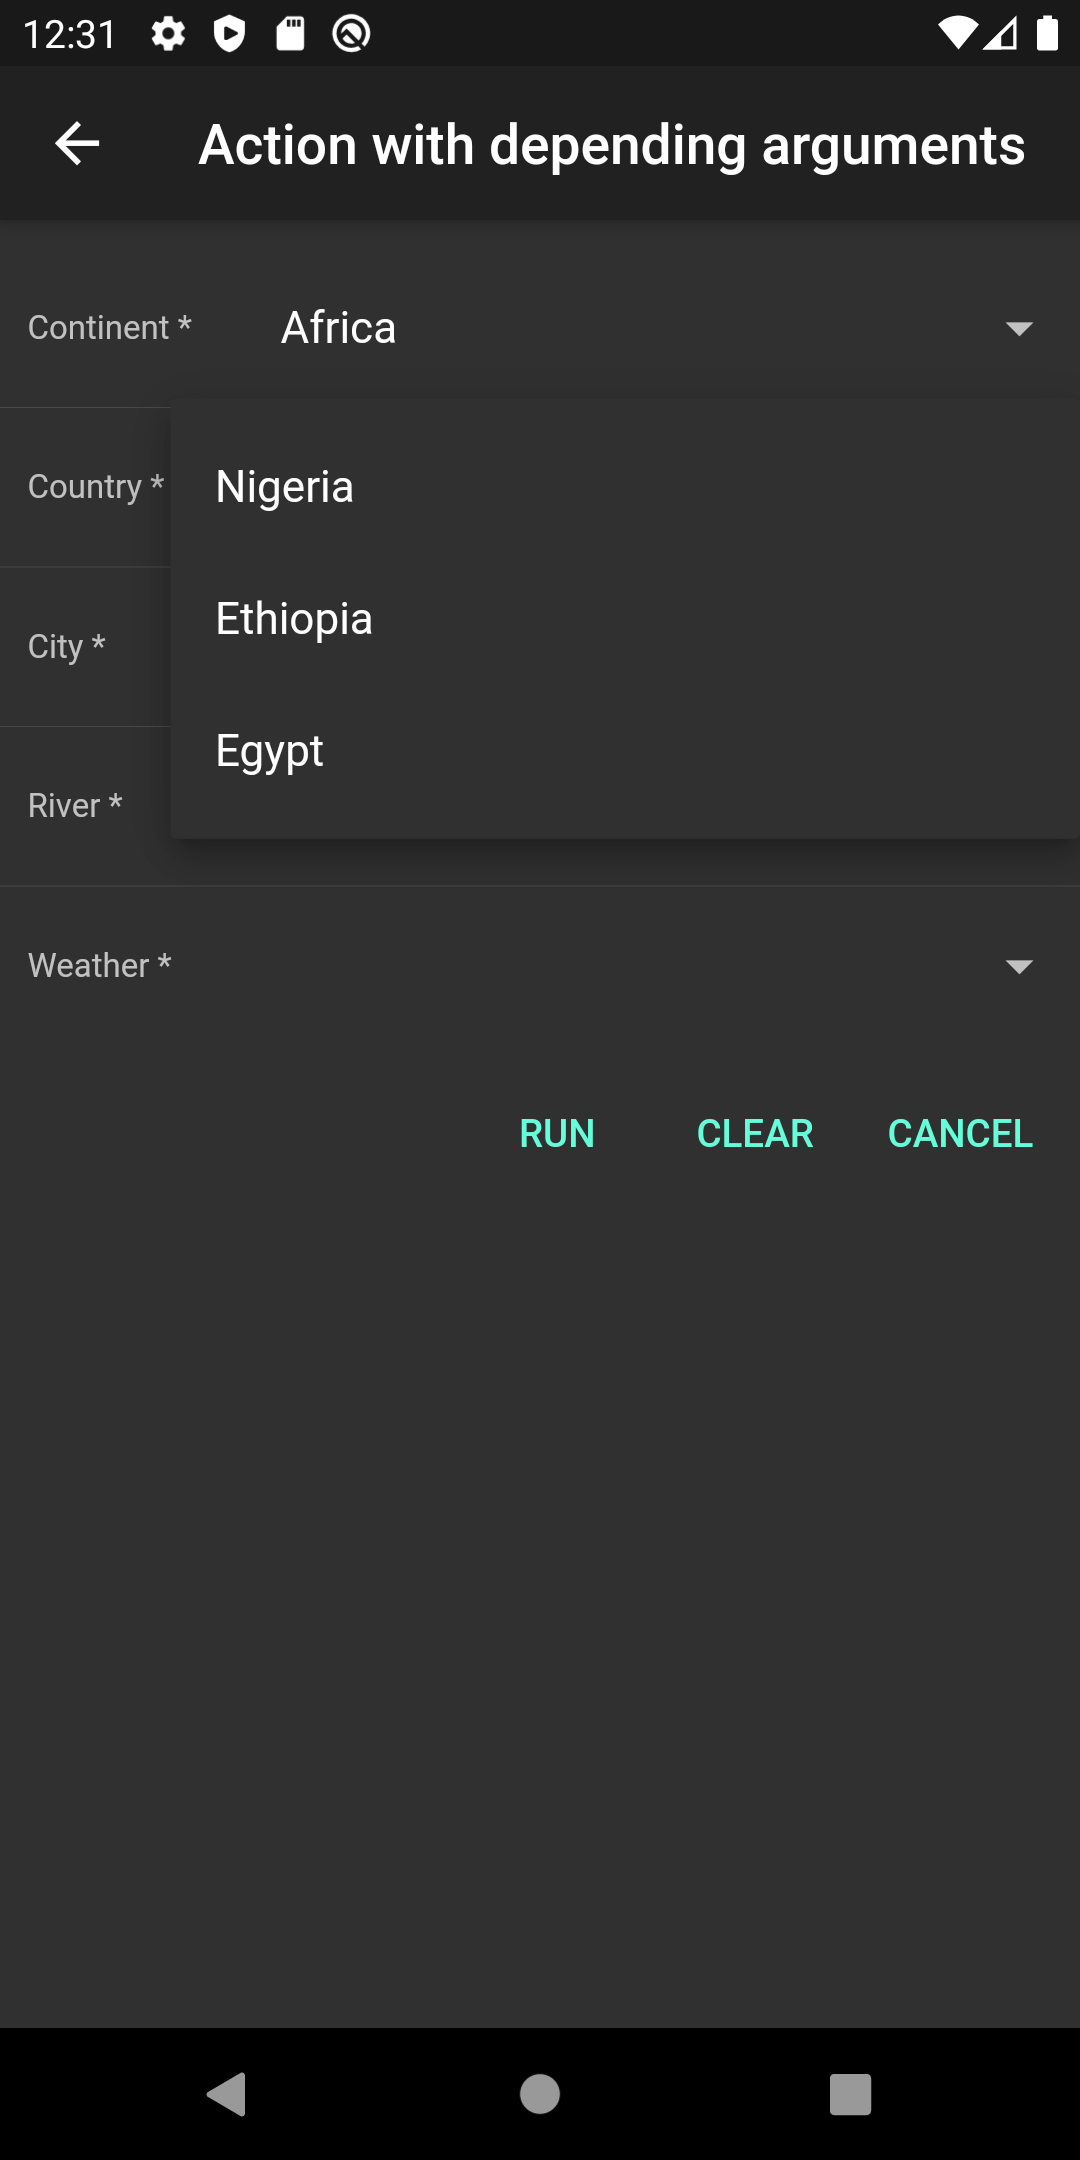 12:31
Action with depending arguments
Continent * Africa
Country * Nigeria
Ethiopia
City *
Egypt
River *
Weather *
RUN CLEAR CANCEL